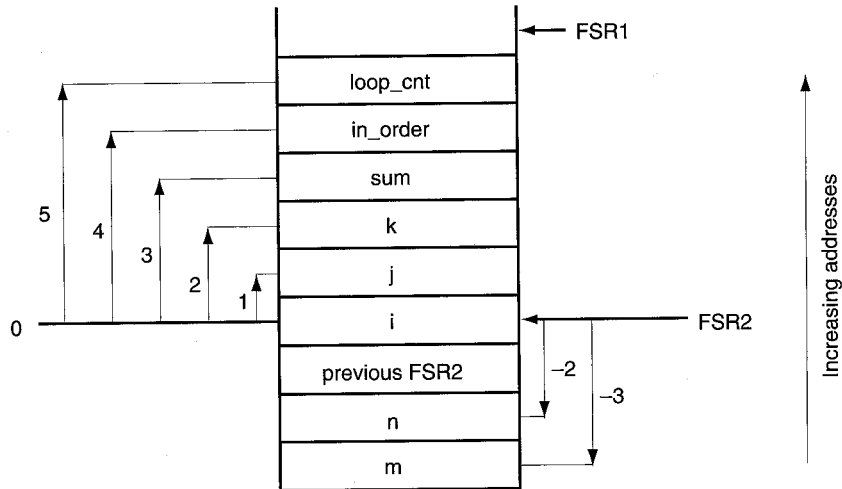 FSR1
loop_cnt
in_order
sum
k
j
i
previous FSR2
n
m
5
4
3
2
1
0
FSR2
–2
–3
Increasing addresses